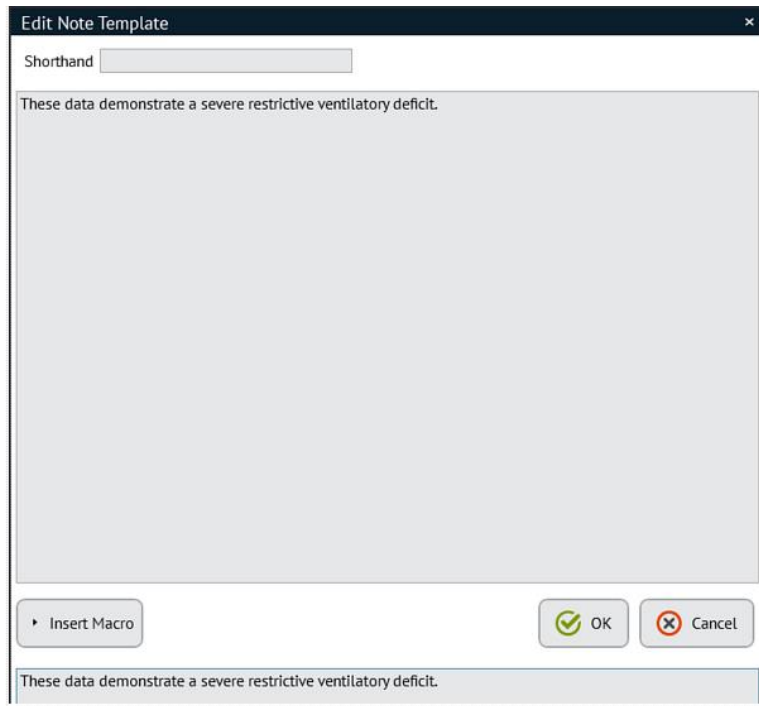 Edit Note Template
Shorthand
These data demonstrate a severe restrictive ventilatory deficit.
Insert Macro
OK
Cancel
These data demonstrate a severe restrictive ventilatory deficit.